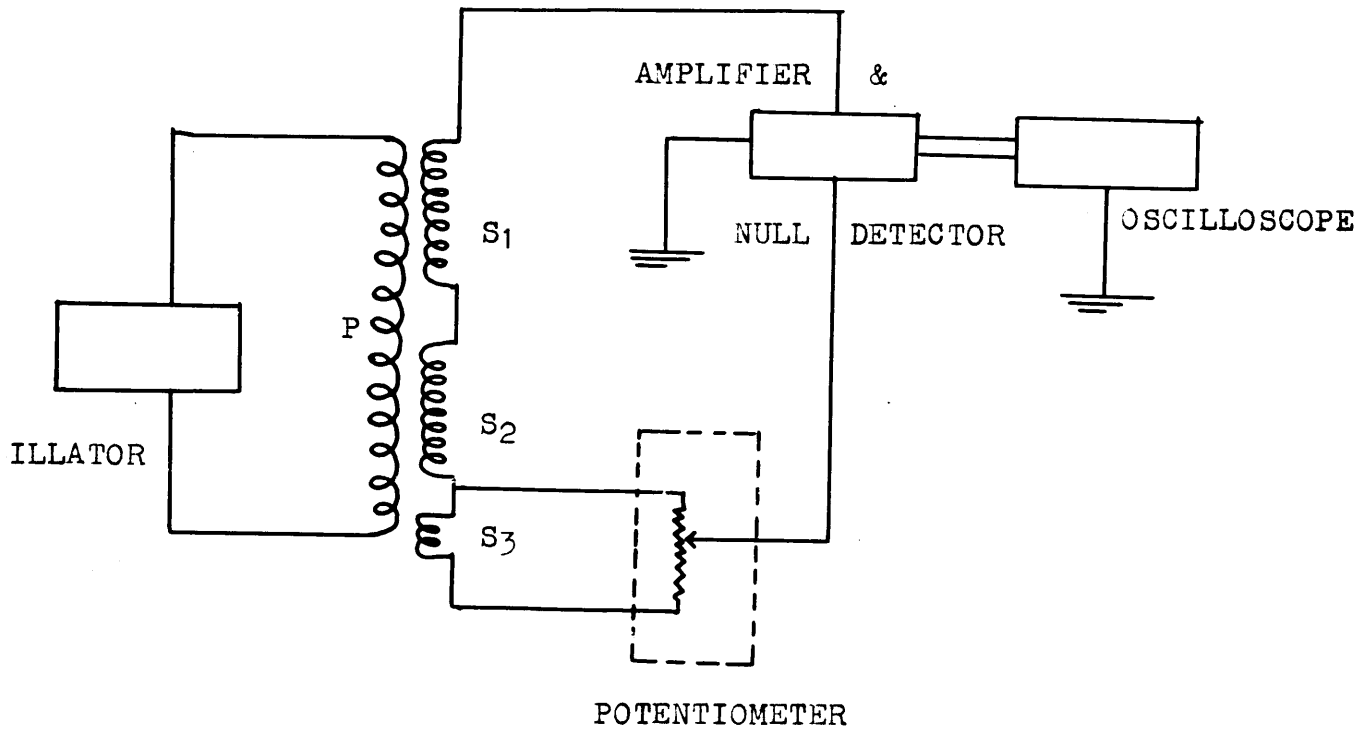 AMPLIFIER &
NULL DETECTOR
OSCILLOSCOPE
S1
P
S2
ILLATOR
S3
POTENTIOMETER